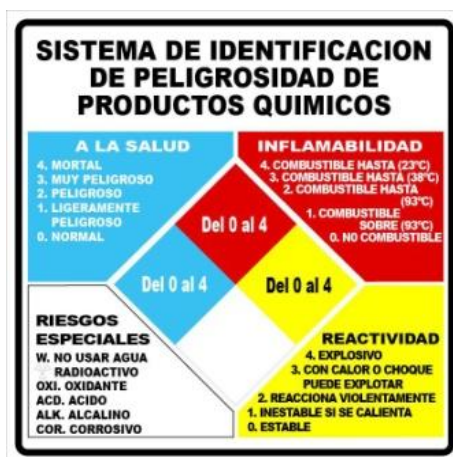 SISTEMA DE IDENTIFICACION
DE PELIGROSIDAD DE
PRODUCTOS QUIMICOS
A LA SALUD
4. MORTAL
3. MUY PELIGROSO
2. PELIGROSO
1. LIGERAMENTE
PELIGROSO
0. NORMAL
INFLAMABILIDAD
4. COMBUSTIBLE HASTA (23ºC)
3. COMBUSTIBLE HASTA (38ºC)
2. COMBUSTIBLE HASTA
(93ºC)
1. COMBUSTIBLE
SOBRE (93ºC)
0. NO COMBUSTIBLE
Del 0 al 4
Del 0 al 4
Del 0 al 4
RIESGOS
ESPECIALES
W. NO USAR AGUA
RADIOACTIVO
OXI. OXIDANTE
ACD. ACIDO
ALK. ALCALINO
COR. CORROSIVO
REACTIVIDAD
4. EXPLOSIVO
3. CON CALOR O CHOQUE
PUEDE EXPLOTAR
2. REACCIONA VIOLENTAMENTE
1. INESTABLE SI SE CALIENTA
0. ESTABLE